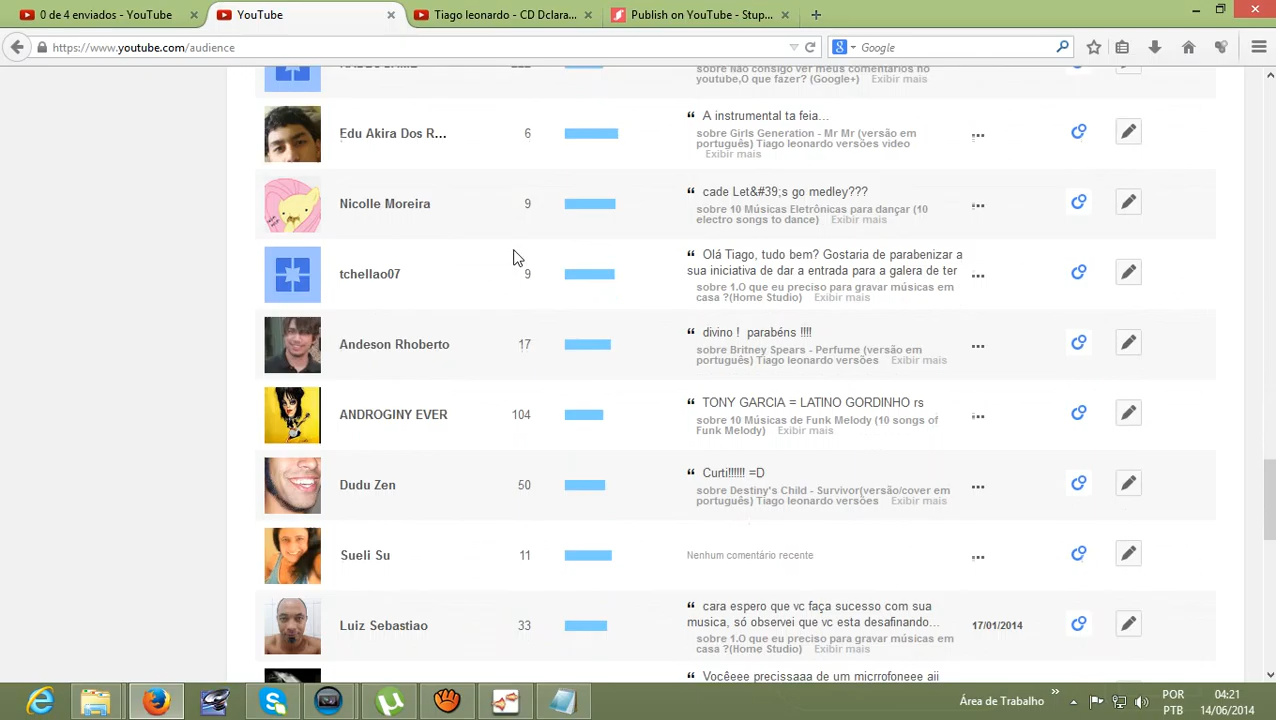 0 de 4 enviados - YouTube
YouTube
Tiago leonardo - CD Dclara...
Publish on YouTube - Stup...
https://www.youtube.com/audience
Google
sobre Não consigo ver meus comentários no
youtube,O que fazer? (Google+) Exibir mais
Edu Akira Dos R...
6
“ A instrumental ta feia...
sobre Girls Generation - Mr Mr (versão em
português) Tiago leonardo versões video
Exibir mais
...
Nicolle Moreira
9
“ cade Let&#39;s go medley???
sobre 10 Músicas Eletrônicas para dançar (10
electro songs to dance) Exibir mais
...
tchellao07
9
“ Olá Tiago, tudo bem? Gostaria de parabenizar a
sua iniciativa de dar a entrada para a galera de ter
sobre 1.O que eu preciso para gravar músicas em
casa ?(Home Studio) Exibir mais
...
Andeson Rhoberto
17
“ divino ! parabéns !!!!
sobre Britney Spears - Perfume (versão em
português) Tiago leonardo versões Exibir mais
...
ANDROGINY EVER
104
“ TONY GARCIA = LATINO GORDINHO rs
sobre 10 Músicas de Funk Melody (10 songs of
Funk Melody) Exibir mais
...
Dudu Zen
50
“ Curti!!!!!! =D
sobre Destiny's Child - Survivor(versão/cover em
português) Tiago leonardo versões Exibir mais
...
Sueli Su
11
Nenhum comentário recente
...
Luiz Sebastiao
33
“ cara espero que vc faça sucesso com sua
musica, só observei que vc esta desafinando...
sobre 1.O que eu preciso para gravar músicas em
casa ?(Home Studio) Exibir mais
17/01/2014
“ Vocêeee precissaaa de um micrrofoneee aii
Área de Trabalho
POR
PTB
04:21
14/06/2014